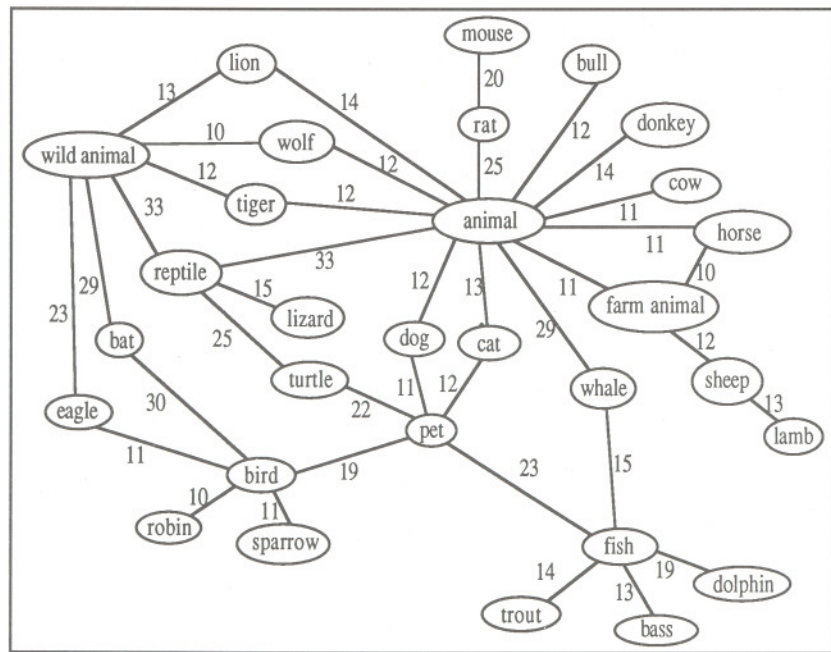 mouse
lion
bull
13
20
14
rat
12
donkey
10
wolf
wild animal
12
25
14
cow
12
tiger
12
animal
11
horse
33
11
reptile
33
10
12
13
11
farm animal
29
15
lizard
23
bat
25
dog
cat
29
12
sheep
turtle
11
12
whale
13
eagle
30
22
lamb
pet
11
bird
19
23
15
10
11
robin
sparrow
fish
14
19
dolphin
13
trout
bass